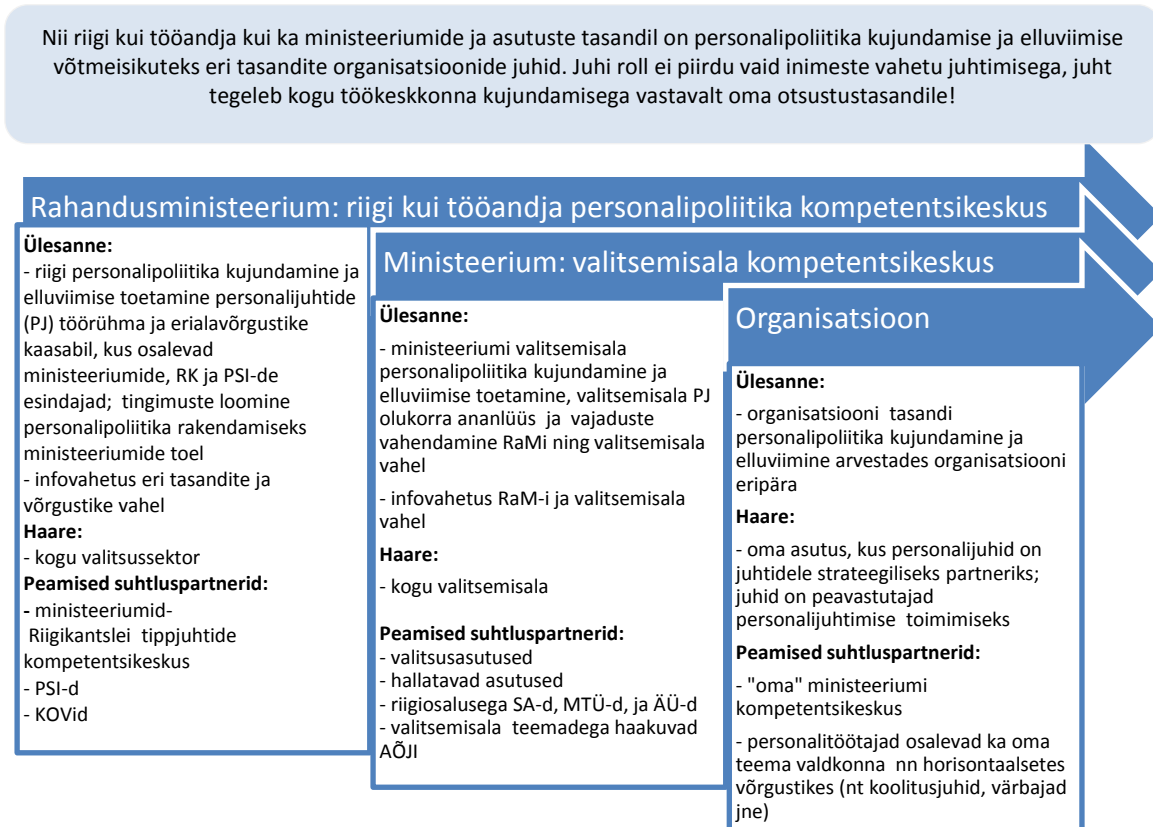 Nii riigi kui tööandja kui ka ministeeriumide ja asutuste tasandil on personalipoliitika kujundamise ja elluviimise
võtmeisikuteks eri tasandite organisatsioonide juhid. Juhi roll ei piirdu vaid inimeste vahetu juhtimisega, juht
tegeleb kogu töökeskkonna kujundamisega vastavalt oma otsustustasandile!
Rahandusministeerium: riigi kui tööandja personalipoliitika kompetentsikeskus
Ülesanne:
- riigi personalipoliitika kujundamine ja
elluviimise toetamine personalijuhtide
(PJ) töörühma ja erialavõrgustike
kaasabil, kus osalevad
ministeeriumide, RK ja PSI-de
esindajad; tingimuste loomine
personalipoliitika rakendamiseks
ministeeriumide toel
- infovahetus eri tasandite ja
võrgustike vahel
Haare:
- kogu valitsussektor
Peamised suhtluspartnerid:
- ministeeriumid-
Riigikantslei tippjuhtide
kompetentsikeskus
- PSI-d
- KOVid
Ministeerium: valitsemisala kompetentsikeskus
Ülesanne:
- ministeeriumi valitsemisala
personalipoliitika kujundamine ja
elluviimise toetamine, valitsemisala PJ
olukorra ananlüüs ja vajaduste
vahendamine RaMi ning valitsemisala
vahel
- infovahetus RaM-i ja valitsemisala
vahel
Haare:
- kogu valitsemisala
Peamised suhtluspartnerid:
- valitsusasutused
- hallatavad asutused
- riigiosalusega SA-d, MTÜ-d, ja ÄÜ-d
- valitsemisala teemadega haakuvad
AÕJI
Organisatsioon
Ülesanne:
- organisatsiooni tasandi
personalipoliitika kujundamine ja
elluviimine arvestades organisatsiooni
eripära
Haare:
- oma asutus, kus personalijuhid on
juhtidele strateegiliseks partneriks;
juhid on peavastutajad
personalijuhtimise toimimiseks
Peamised suhtluspartnerid:
- "oma" ministeeriumi
kompetentsikeskus
- personalitöötajad osalevad ka oma
teema valdkonna nn horisontaalsetes
võrgustikes (nt koolitusjuhid, värbajad
jne)